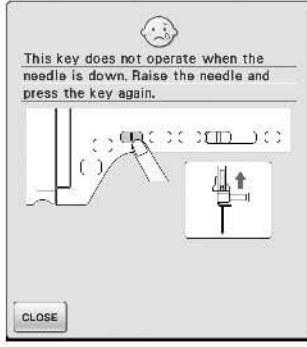 This key does not operate when the
needle is down. Raise the needle and
press the key again.
CLOSE